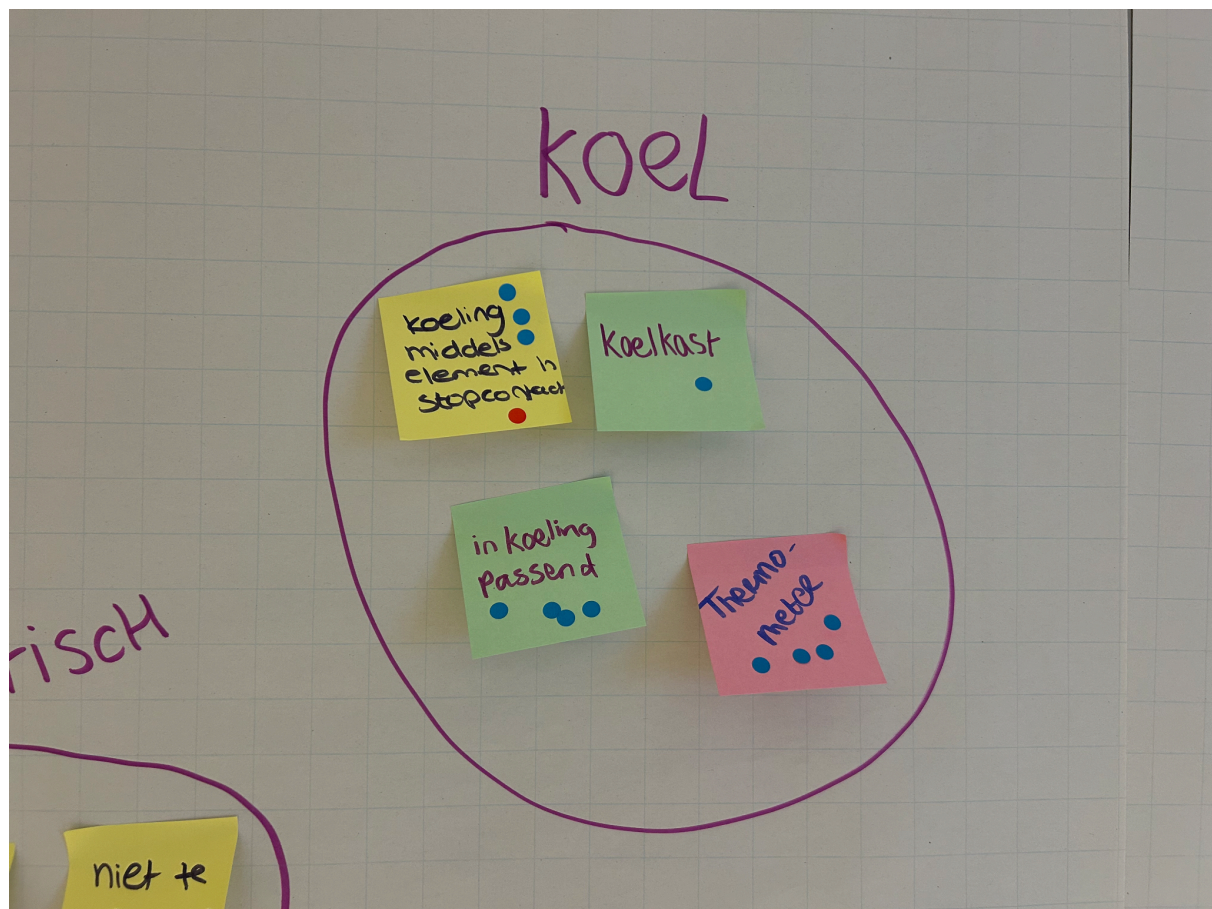 koel
koeling
middels
element in
stopcontact
koelkast
in koeling
passend
Thermo-
meter
risch
niet te